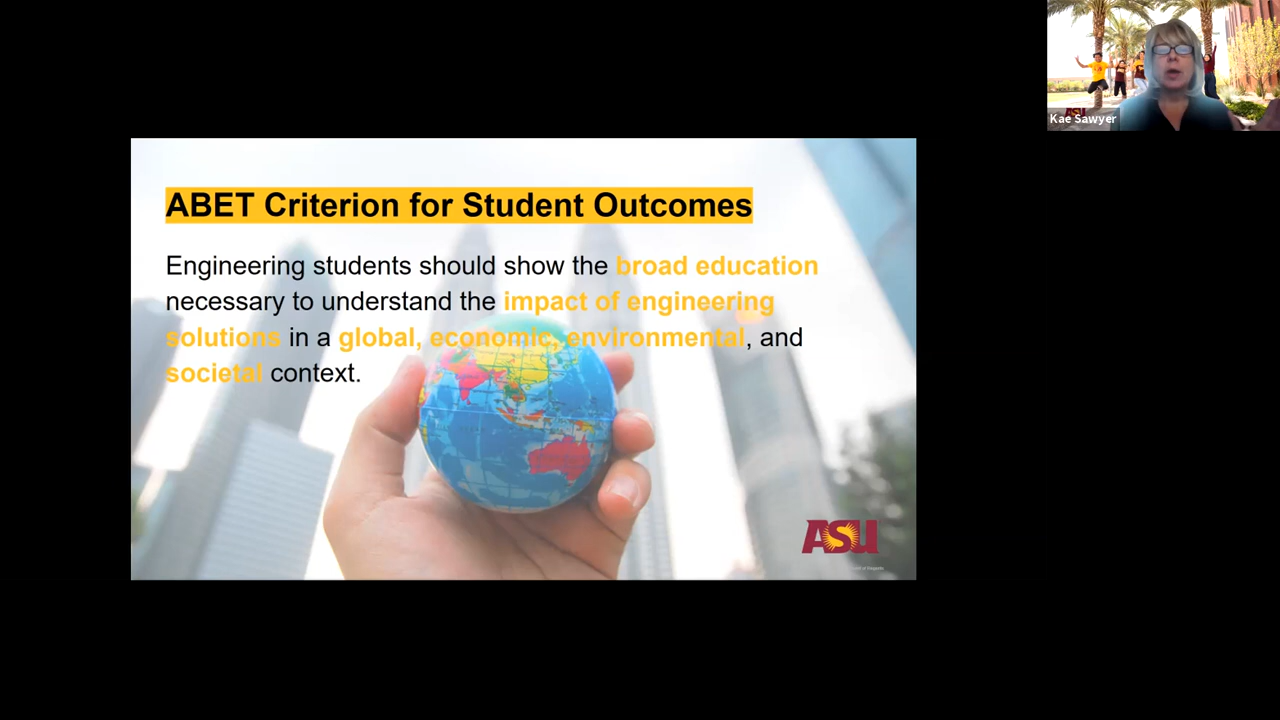 ABET Criterion for Student Outcomes
Engineering students should show the broad education
necessary to understand the impact of engineering
solutions in a global, economic, environmental, and
societal context.
ASU
Kae Sawyer